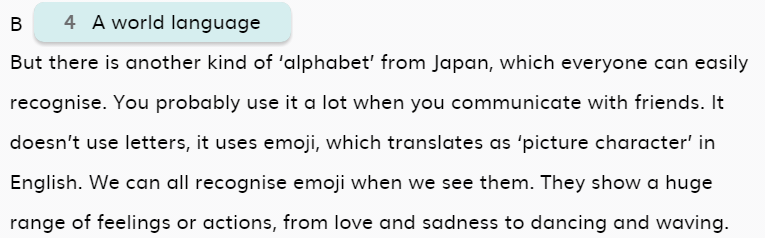 B 4 A world language
But there is another kind of ‘alphabet’ from Japan, which everyone can easily
recognise. You probably use it a lot when you communicate with friends. It
doesn’t use letters, it uses emoji, which translates as ‘picture character’ in
English. We can all recognise emoji when we see them. They show a huge
range of feelings or actions, from love and sadness to dancing and waving.